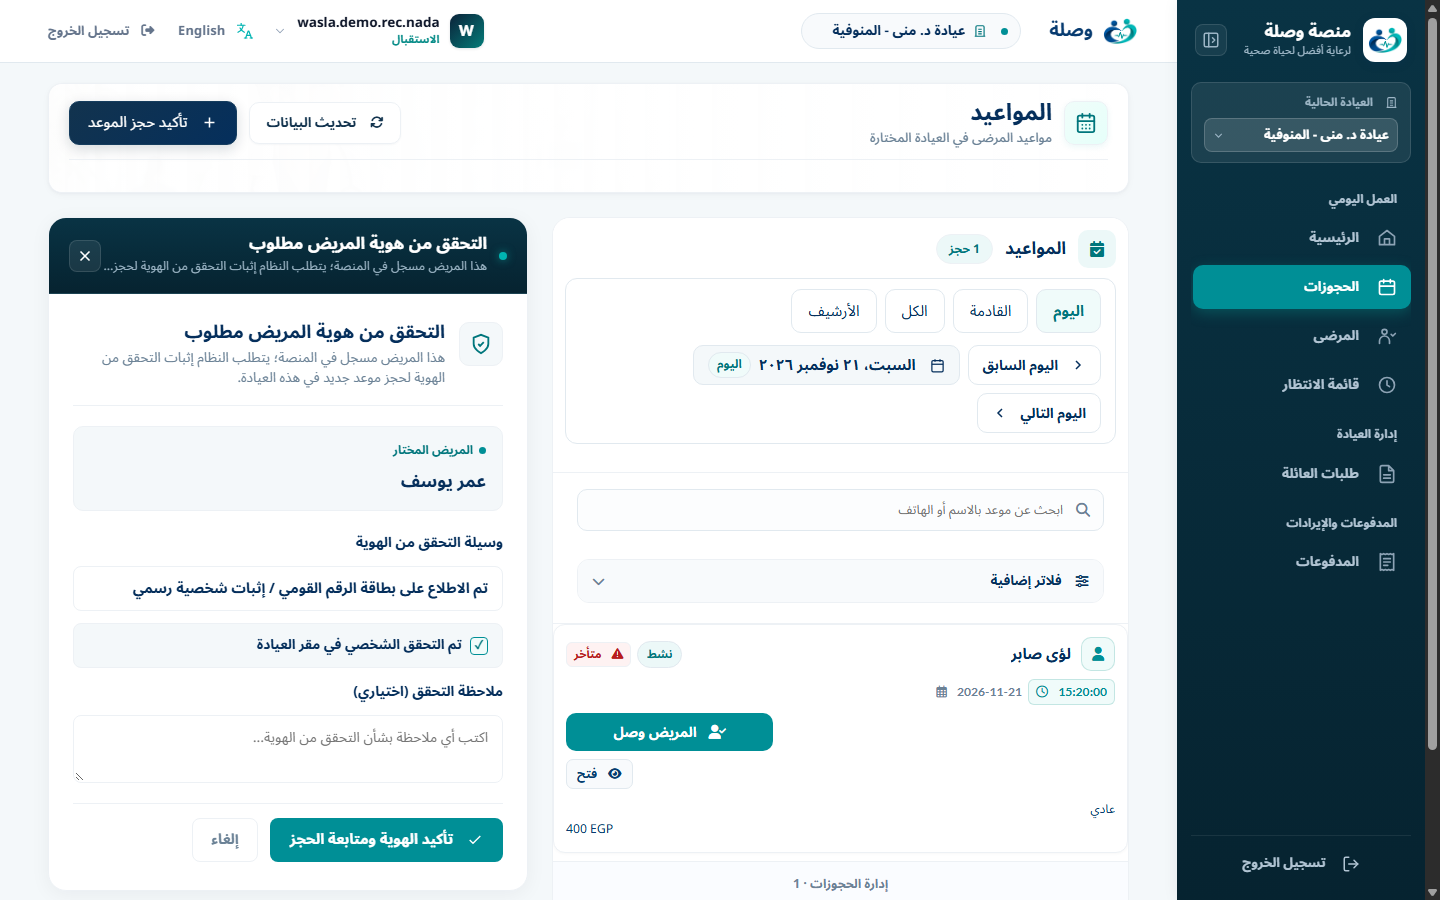 منصة وصلة
لرعاية أفضل لحياة صحية
العيادة الحالية
عيادة د. منى - المنوفية
العمل اليومي
الرئيسية
الحجوزات
المرضى
قائمة الانتظار
إدارة العيادة
طلبات العائلة
المدفوعات والإيرادات
المدفوعات
تسجيل الخروج
وصلة
عيادة د. منى - المنوفية
W
wasla.demo.rec.nada
الاستقبال
English
تسجيل الخروج
المواعيد
مواعيد المرضى في العيادة المختارة
تحديث البيانات
تأكيد حجز الموعد
المواعيد
1 حجز
اليوم
القادمة
الكل
الأرشيف
اليوم السابق
السبت، ٢١ نوفمبر ٢٠٢٦
اليوم
اليوم التالي
ابحث عن موعد بالاسم أو الهاتف
فلاتر إضافية
لؤى صابر
نشط
متأخر
15:20:00
2026-11-21
المريض وصل
فتح
عادي
400 EGP
إدارة الحجوزات · 1
التحقق من هوية المريض مطلوب
هذا المريض مسجل في المنصة؛ يتطلب النظام إثبات التحقق من الهوية لحجز...
التحقق من هوية المريض مطلوب
هذا المريض مسجل في المنصة؛ يتطلب النظام إثبات التحقق من
الهوية لحجز موعد جديد في هذه العيادة.
المريض المختار
عمر يوسف
وسيلة التحقق من الهوية
تم الاطلاع على بطاقة الرقم القومي / إثبات شخصية رسمي
تم التحقق الشخصي في مقر العيادة
ملاحظة التحقق (اختياري)
اكتب أي ملاحظة بشأن التحقق من الهوية...
تأكيد الهوية ومتابعة الحجز
إلغاء